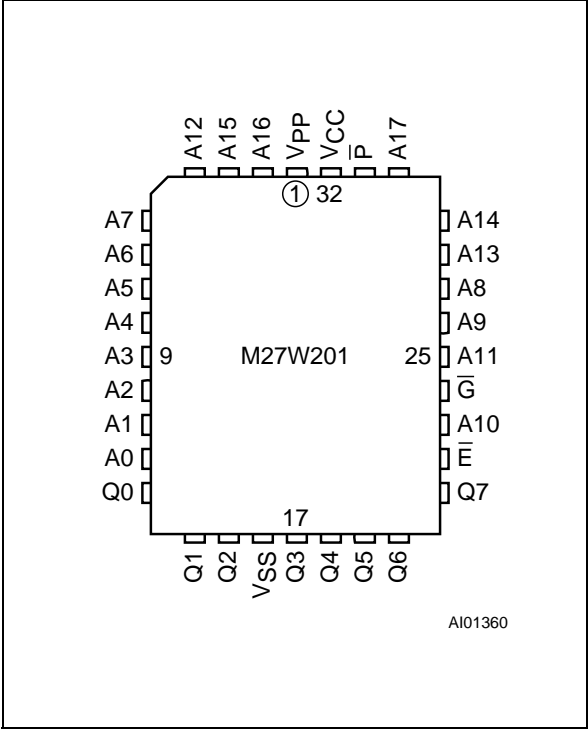 A12 A15 A16 VPP VCC P̅ A17
① 32
A7 A14
A6 A13
A5 A8
A4 A9
A3 9 M27W201 25 A11
A2 G̅
A1 A10
A0 E̅
Q0 Q7
17
Q1 Q2 VSS Q3 Q4 Q5 Q6
AI01360